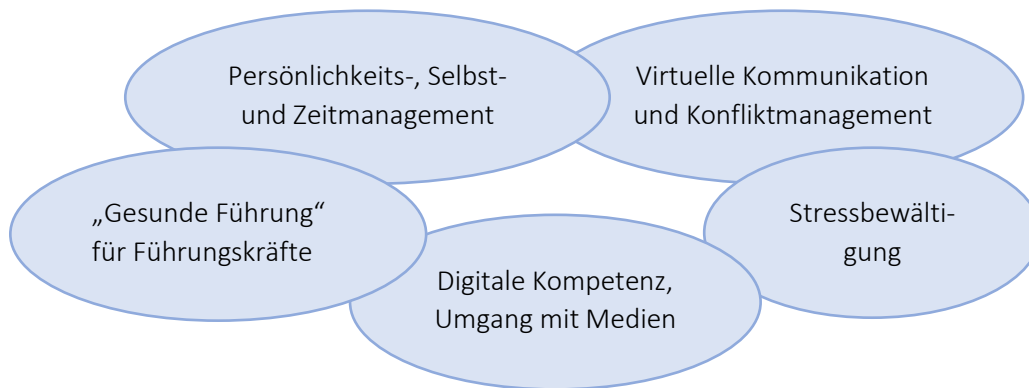 Persönlichkeits-, Selbst-
und Zeitmanagement
Virtuelle Kommunikation
und Konfliktmanagement
„Gesunde Führung“
für Führungskräfte
Stressbewälti-
gung
Digitale Kompetenz,
Umgang mit Medien